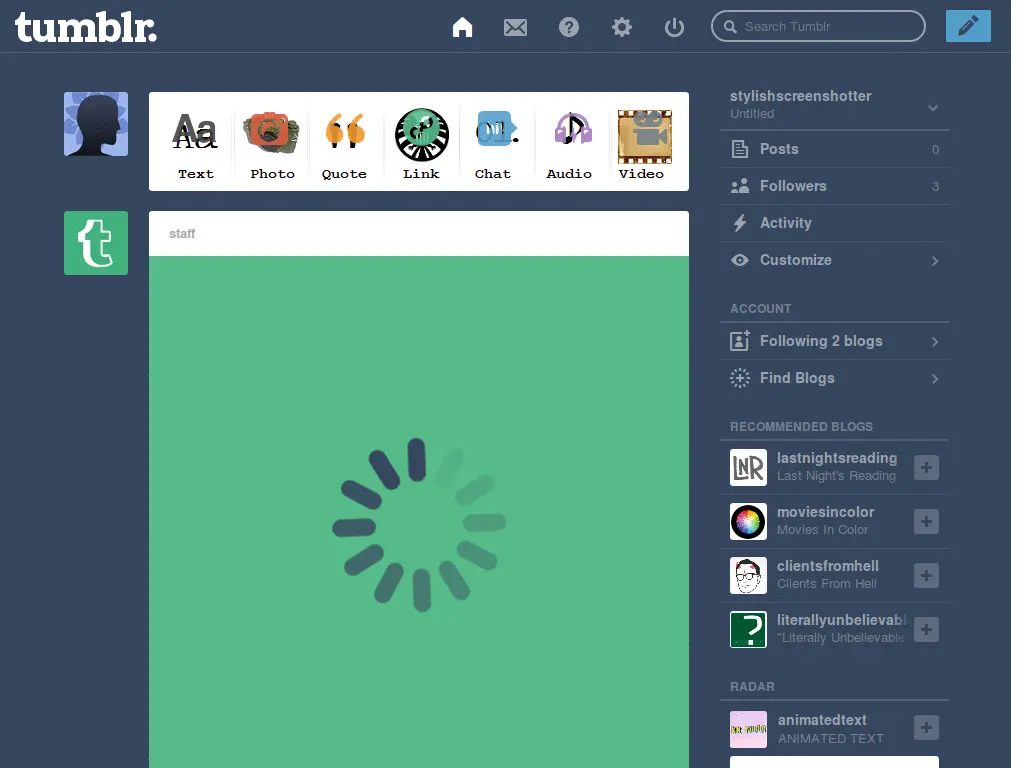 tumblr.
Search Tumblr
Aa
Text
Photo
Quote
Link
Chat
Audio
Video
staff
stylishscreenshotter
Untitled
Posts 0
Followers 3
Activity
Customize
ACCOUNT
Following 2 blogs
Find Blogs
RECOMMENDED BLOGS
LNR
lastnightsreading
Last Night's Reading
moviesincolor
Movies In Color
clientsfromhell
Clients From Hell
literallyunbelievabl
"Literally Unbelievable
RADAR
animatedtext
ANIMATED TEXT